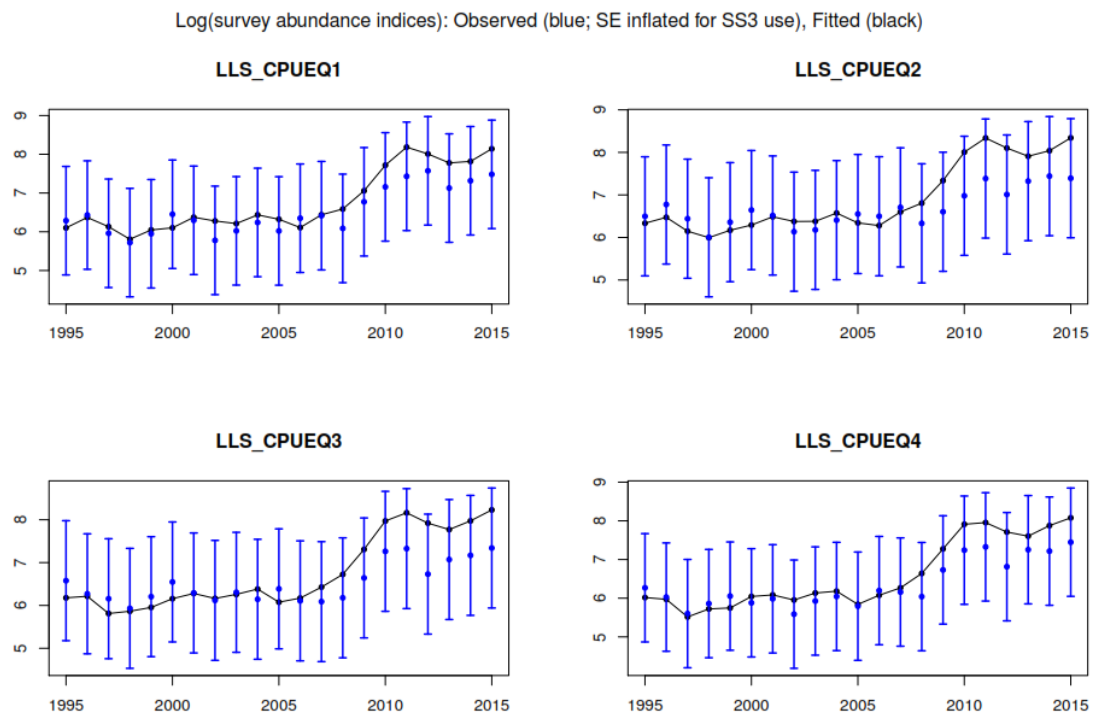 Log(survey abundance indices): Observed (blue; SE inflated for SS3 use), Fitted (black)
LLS_CPUEQ1
9
8
7
6
5
1995 2000 2005 2010 2015
LLS_CPUEQ2
9
8
7
6
5
1995 2000 2005 2010 2015
LLS_CPUEQ3
8
7
6
5
1995 2000 2005 2010 2015
LLS_CPUEQ4
9
8
7
6
5
1995 2000 2005 2010 2015